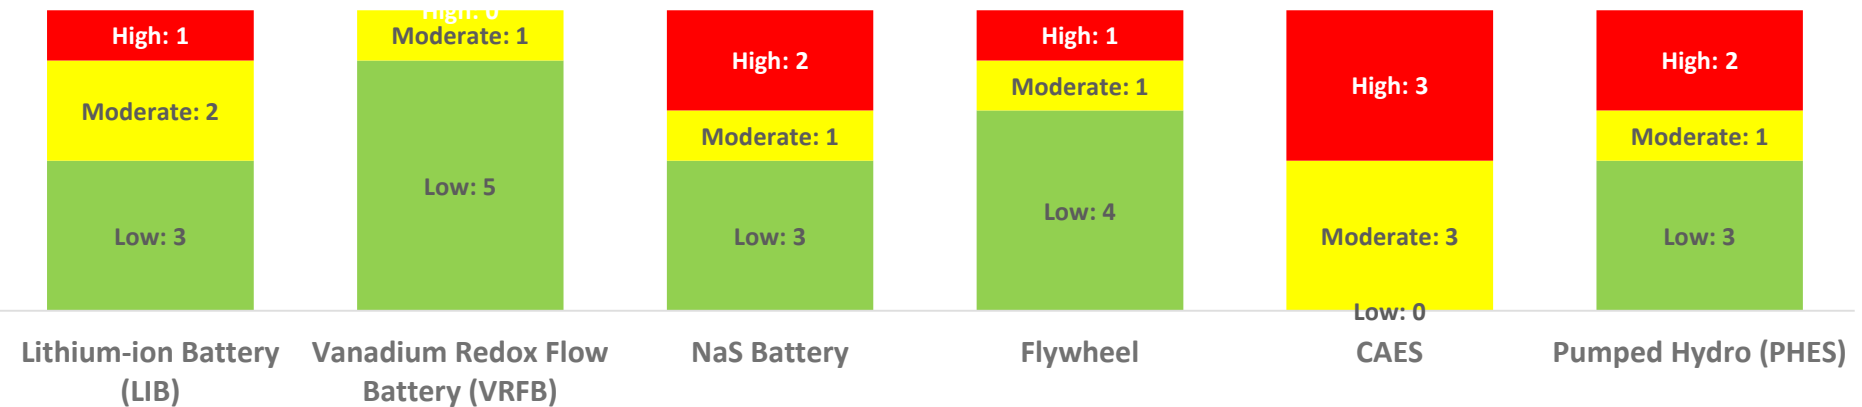 High: 1
Moderate: 2
Low: 3
Lithium-ion Battery
(LIB)
High: 0
Moderate: 1
Low: 5
Vanadium Redox Flow
Battery (VRFB)
High: 2
Moderate: 1
Low: 3
NaS Battery
High: 1
Moderate: 1
Low: 4
Flywheel
High: 3
Moderate: 3
Low: 0
CAES
High: 2
Moderate: 1
Low: 3
Pumped Hydro (PHES)